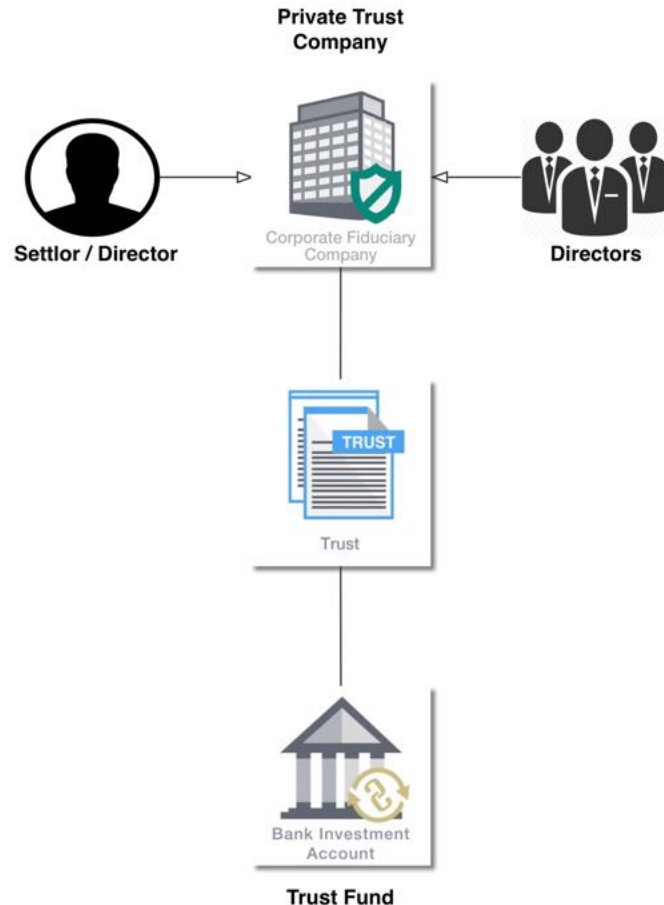 Private Trust
Company
Corporate Fiduciary
Company
Settlor / Director
Directors
TRUST
Trust
Bank Investment
Account
Trust Fund